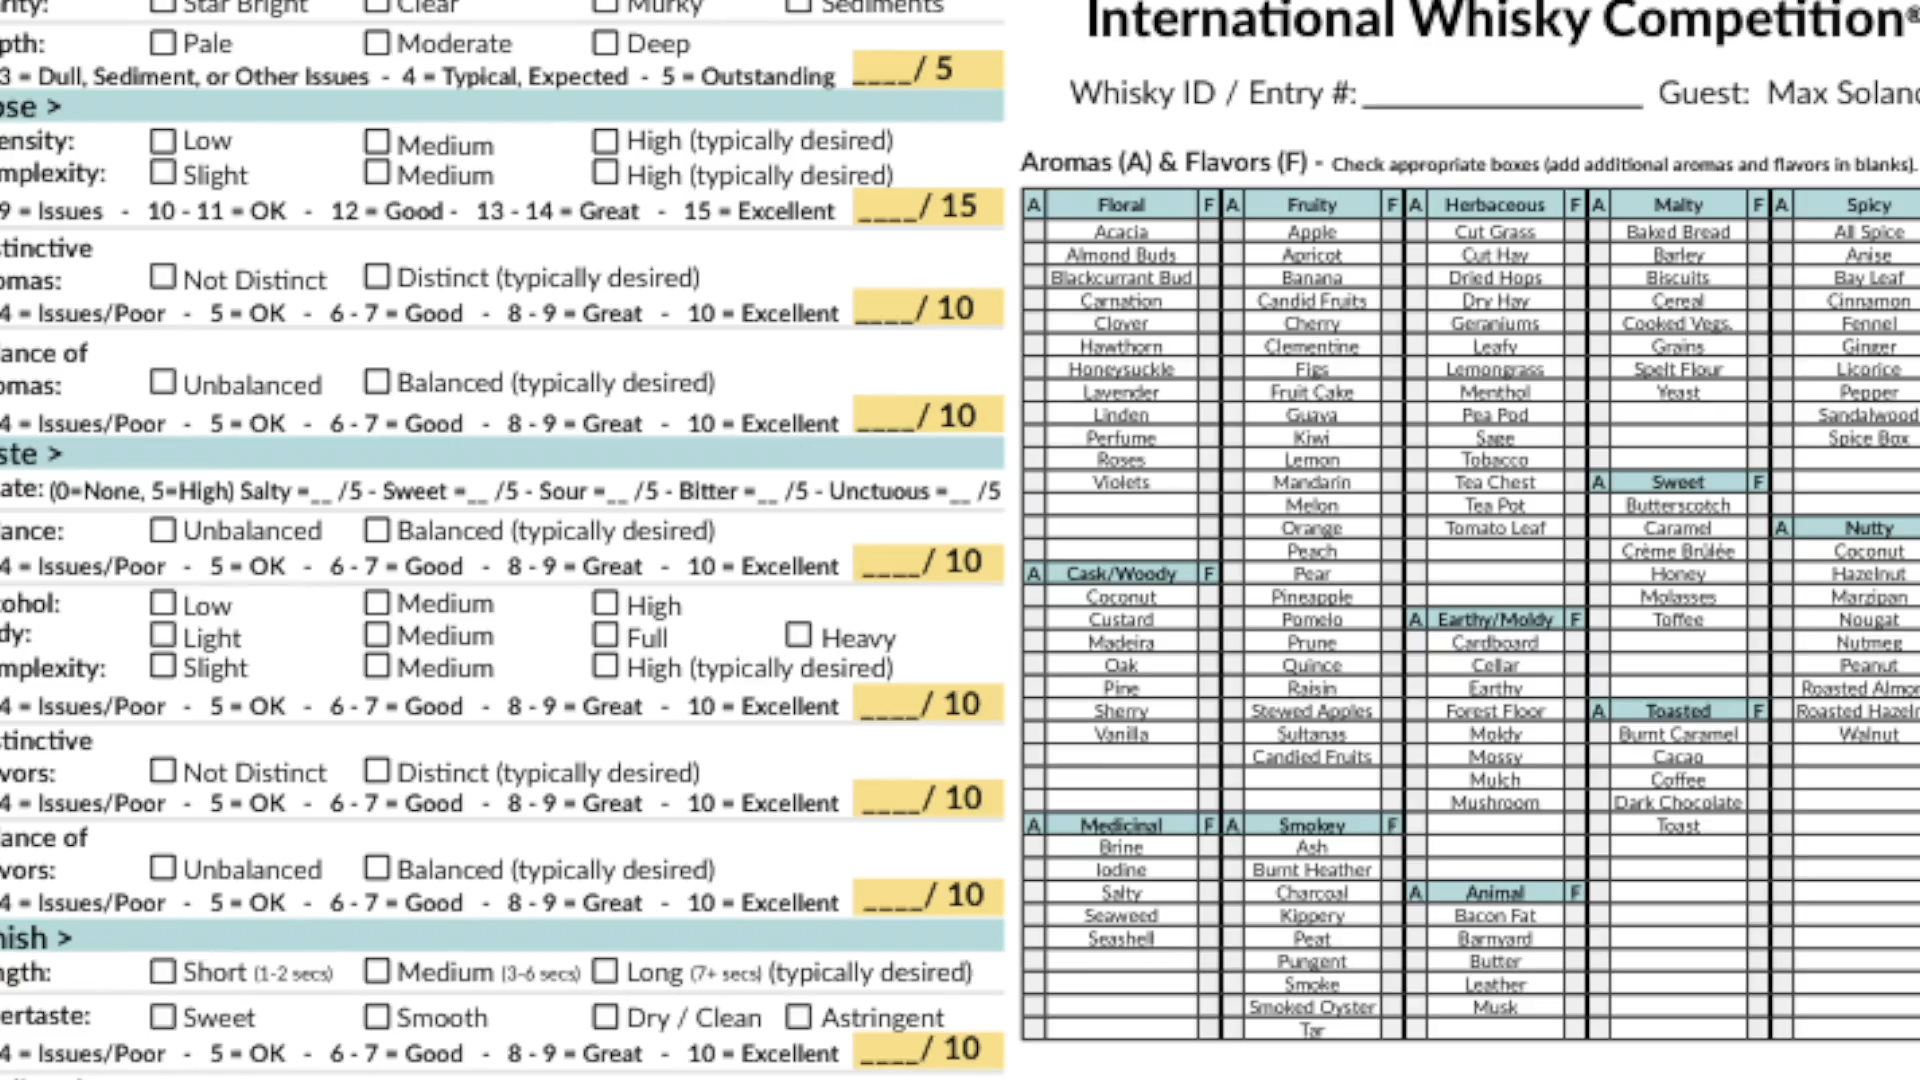 rity: Star Bright Clear Murky Sediments
pth: Pale Moderate Deep
3 = Dull, Sediment, or Other Issues - 4 = Typical, Expected - 5 = Outstanding ____/ 5
ose >
ensity: Low Medium High (typically desired)
mplexity: Slight Medium High (typically desired)
9 = Issues - 10 - 11 = OK - 12 = Good - 13 - 14 = Great - 15 = Excellent ____/ 15
stinctive
omas: Not Distinct Distinct (typically desired)
4 = Issues/Poor - 5 = OK - 6 - 7 = Good - 8 - 9 = Great - 10 = Excellent ____/ 10
lance of
omas: Unbalanced Balanced (typically desired)
4 = Issues/Poor - 5 = OK - 6 - 7 = Good - 8 - 9 = Great - 10 = Excellent ____/ 10
ste >
ate: (0=None, 5=High) Salty =__ /5 - Sweet =__ /5 - Sour =__ /5 - Bitter =__ /5 - Unctuous =__ /5
lance: Unbalanced Balanced (typically desired)
4 = Issues/Poor - 5 = OK - 6 - 7 = Good - 8 - 9 = Great - 10 = Excellent ____/ 10
cohol: Low Medium High
dy: Light Medium Full Heavy
mplexity: Slight Medium High (typically desired)
4 = Issues/Poor - 5 = OK - 6 - 7 = Good - 8 - 9 = Great - 10 = Excellent ____/ 10
stinctive
vors: Not Distinct Distinct (typically desired)
4 = Issues/Poor - 5 = OK - 6 - 7 = Good - 8 - 9 = Great - 10 = Excellent ____/ 10
lance of
vors: Unbalanced Balanced (typically desired)
4 = Issues/Poor - 5 = OK - 6 - 7 = Good - 8 - 9 = Great - 10 = Excellent ____/ 10
nish >
ngth: Short (1-2 secs) Medium (3-6 secs) Long (7+ secs) (typically desired)
ertaste: Sweet Smooth Dry / Clean Astringent
4 = Issues/Poor - 5 = OK - 6 - 7 = Good - 8 - 9 = Great - 10 = Excellent ____/ 10
International Whisky Competition®
Whisky ID / Entry #:____________ Guest: Max Solano
Aromas (A) & Flavors (F) - Check appropriate boxes (add additional aromas and flavors in blanks).
A Floral F A Fruity F A Herbaceous F A Malty F A Spicy
Acacia Apple Cut Grass Baked Bread All Spice
Almond Buds Apricot Cut Hay Barley Anise
Blackcurrant Bud Banana Dried Hops Biscuits Bay Leaf
Carnation Candid Fruits Dry Hay Cereal Cinnamon
Clover Cherry Geraniums Cooked Vegs. Fennel
Hawthorn Clementine Leafy Grains Ginger
Honeysuckle Figs Lemongrass Spelt Flour Licorice
Lavender Fruit Cake Menthol Yeast Pepper
Linden Guava Pea Pod Sandalwood
Perfume Kiwi Sage Spice Box
Roses Lemon Tobacco
Violets Mandarin Tea Chest A Sweet F
Melon Tea Pot Butterscotch
Orange Tomato Leaf Caramel A Nutty
Peach Crème Brûlée Coconut
A Cask/Woody F Pear Honey Hazelnut
Coconut Pineapple Molasses Marzipan
Custard Pomelo A Earthy/Moldy F Toffee Nougat
Madeira Prune Cardboard Nutmeg
Oak Quince Cellar Peanut
Pine Raisin Earthy Roasted Almon
Sherry Stewed Apples Forest Floor A Toasted F Roasted Hazeln
Vanilla Sultanas Moldy Burnt Caramel Walnut
Candied Fruits Mossy Cacao
Mulch Coffee
Mushroom Dark Chocolate
A Medicinal F A Smokey F Toast
Brine Ash
Iodine Burnt Heather
Salty Charcoal A Animal F
Seaweed Kippery Bacon Fat
Seashell Peat Barnyard
Pungent Butter
Smoke Leather
Smoked Oyster Musk
Tar